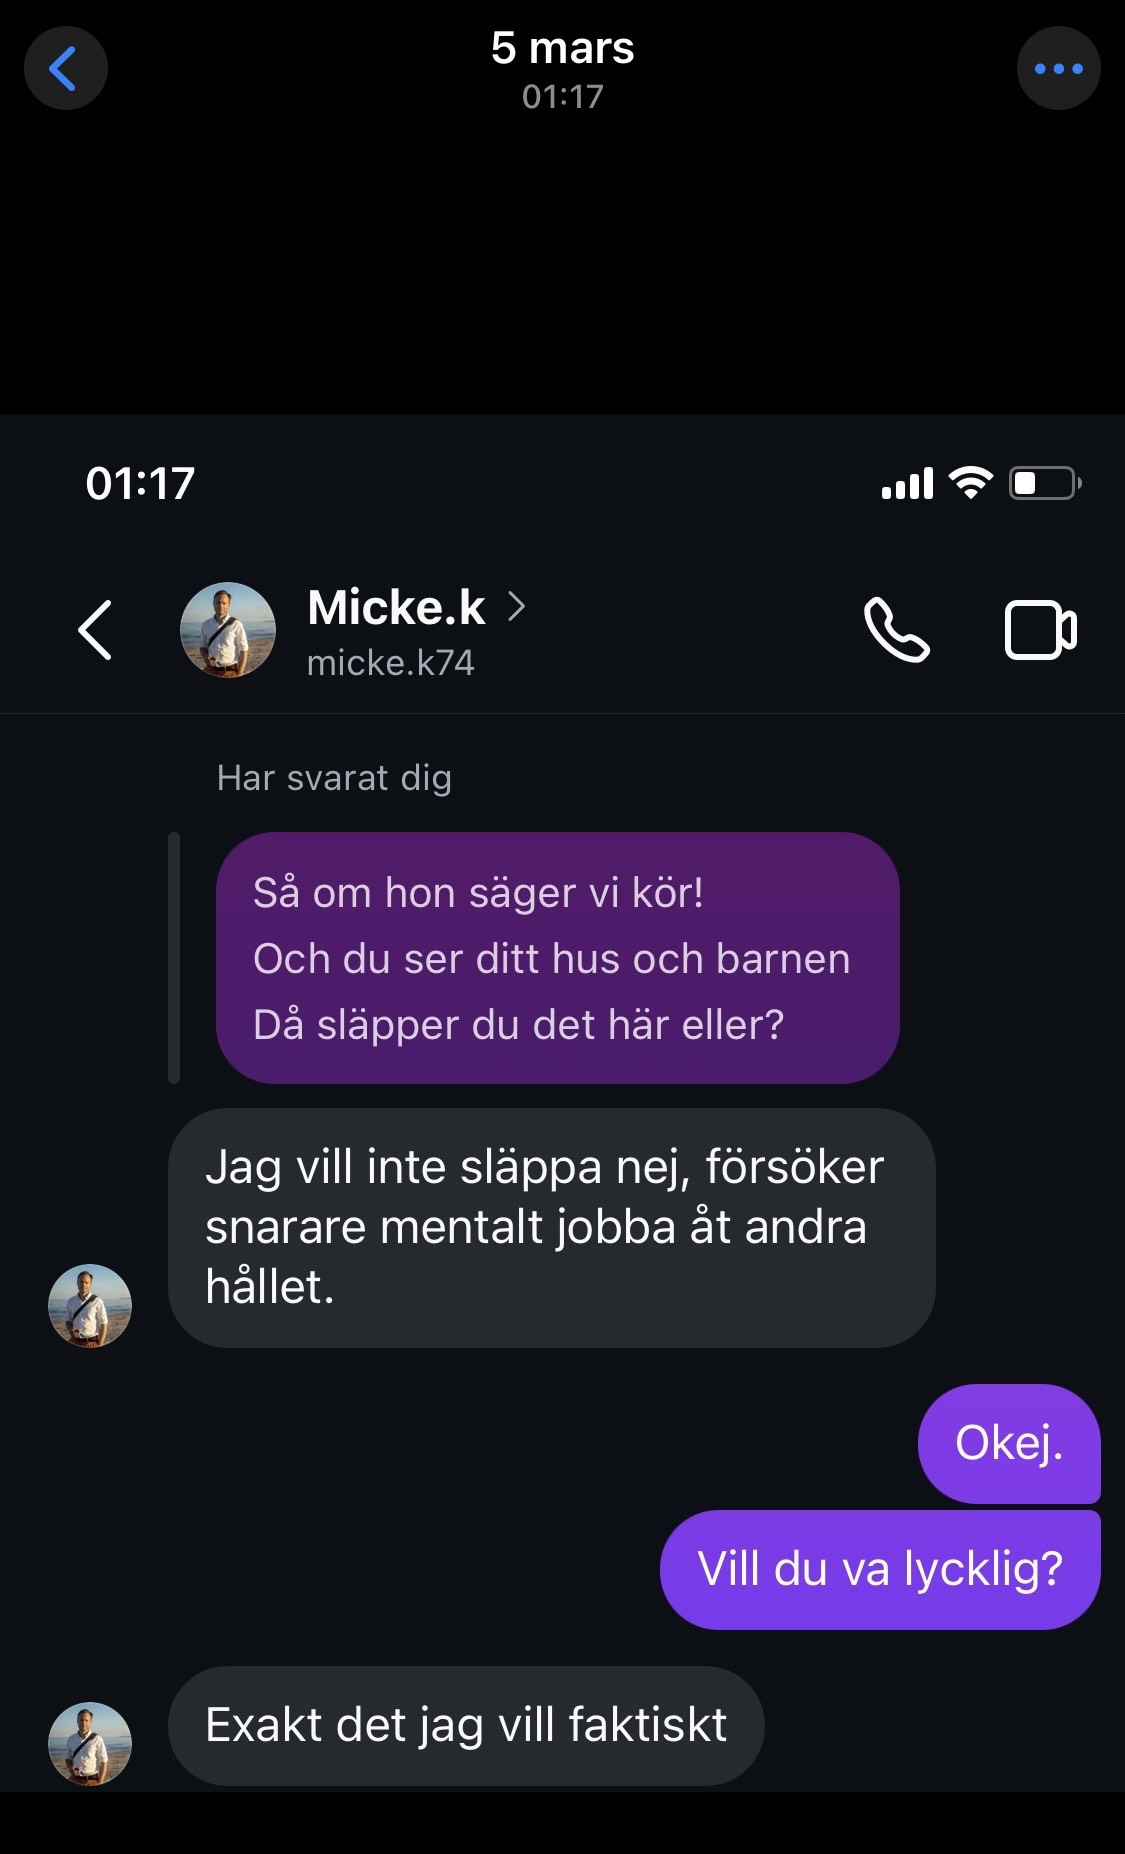 5 mars
01:17
01:17
Micke.k
micke.k74
Har svarat dig
Så om hon säger vi kör!
Och du ser ditt hus och barnen
Då släpper du det här eller?
Jag vill inte släppa nej, försöker
snarare mentalt jobba åt andra
hållet.
Okej.
Vill du va lycklig?
Exakt det jag vill faktiskt